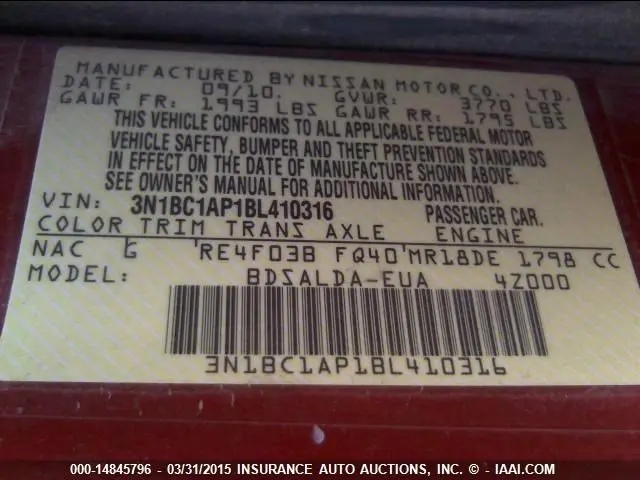 MANUFACTURED BY NISSAN MOTOR CO., LTD.
DATE: 09/10. GVWR: 3770 LBS
GAWR FR: 1993 LBS GAWR RR: 1795 LBS
THIS VEHICLE CONFORMS TO ALL APPLICABLE FEDERAL MOTOR
VEHICLE SAFETY, BUMPER AND THEFT PREVENTION STANDARDS
IN EFFECT ON THE DATE OF MANUFACTURE SHOWN ABOVE.
SEE OWNER'S MANUAL FOR ADDITIONAL INFORMATION.
VIN: 3N1BC1AP1BL410316 PASSENGER CAR.
COLOR TRIM TRANS AXLE ENGINE
NAC G RE4F03B FQ40 MR18DE 1798 CC
MODEL: BDSALDA-EUA 4Z000
3N1BC1AP1BL410316
000-14845796 - 03/31/2015 INSURANCE AUTO AUCTIONS, INC. © - IAAI.COM